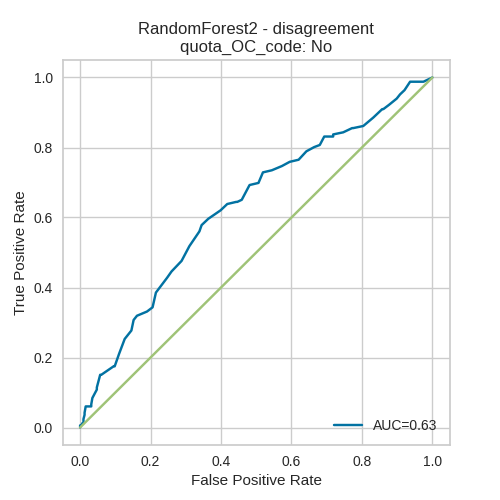 RandomForest2 - disagreement
quota_OC_code: No
True Positive Rate
1.0
0.8
0.6
0.4
0.2
0.0
AUC=0.63
0.0 0.2 0.4 0.6 0.8 1.0
False Positive Rate